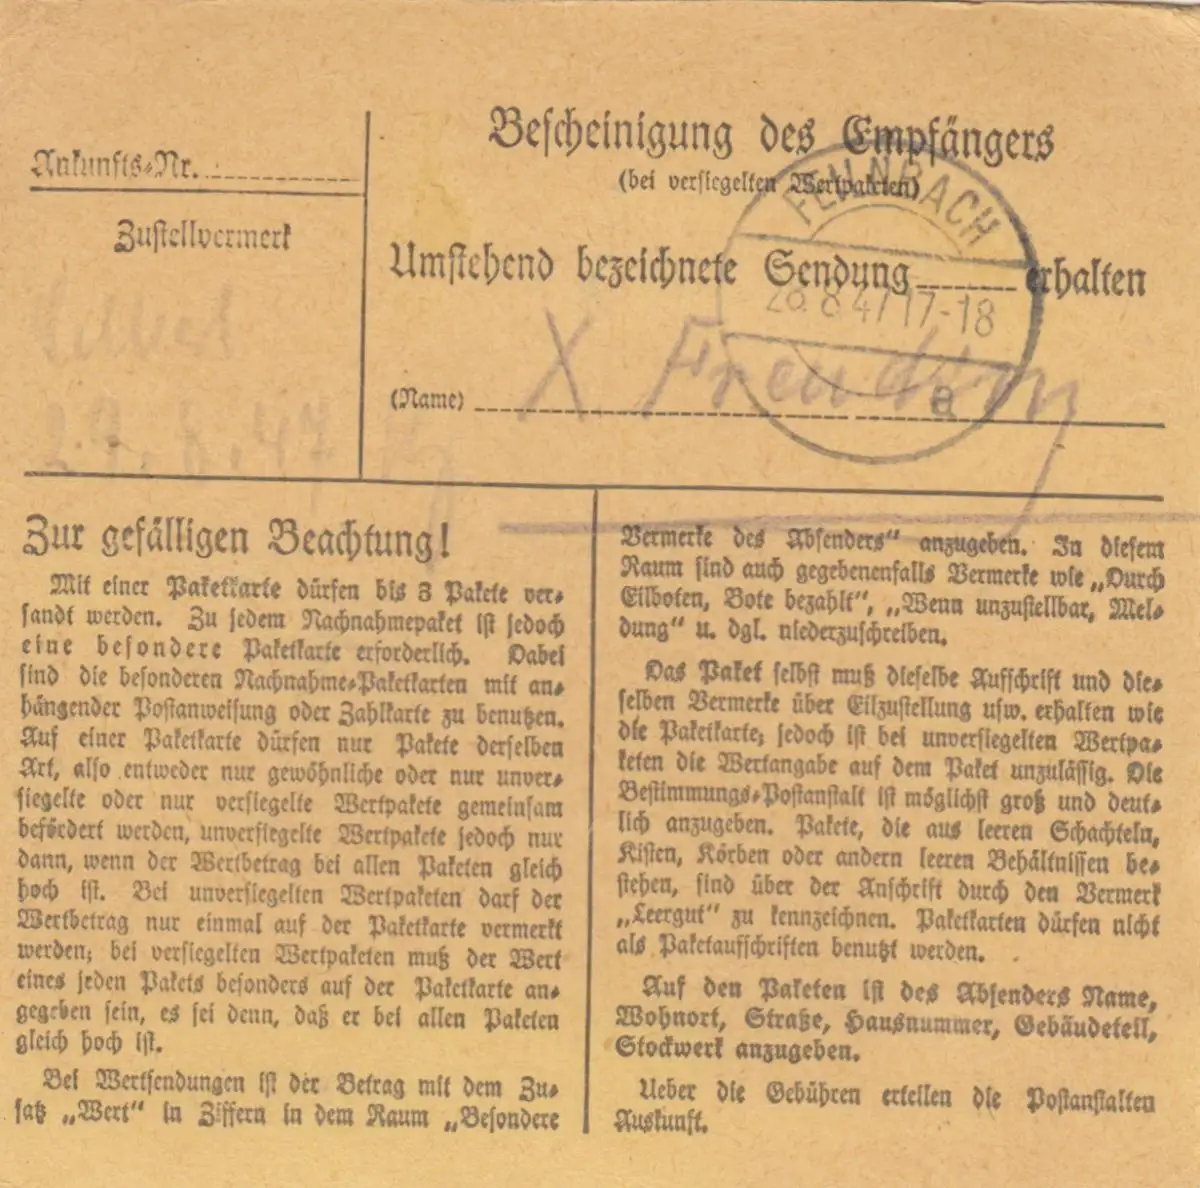 Ankunfts-Nr.
Zustellvermerk
29.8.47
Bescheinigung des Empfängers
(bei versiegelten Wertpaketen)
Umstehend bezeichnete Sendung erhalten
(Name)
X
FEILNBACH
28.8.47 17-18
a
Zur gefälligen Beachtung!
Mit einer Paketkarte dürfen bis 3 Pakete ver-
sandt werden. Zu jedem Nachnahmepaket ist jedoch
eine besondere Paketkarte erforderlich. Dabei
sind die besonderen Nachnahme-Paketkarten mit an-
hängender Postanweisung oder Zahlkarte zu benutzen.
Auf einer Paketkarte dürfen nur Pakete derselben
Art, also entweder nur gewöhnliche oder nur unver-
siegelte oder nur versiegelte Wertpakete gemeinsam
befördert werden, unversiegelte Wertpakete jedoch nur
dann, wenn der Wertbetrag bei allen Paketen gleich
hoch ist. Bei unversiegelten Wertpaketen darf der
Wertbetrag nur einmal auf der Paketkarte vermerkt
werden; bei versiegelten Wertpaketen muß der Wert
eines jeden Pakets besonders auf der Paketkarte an-
gegeben sein, es sei denn, daß er bei allen Paketen
gleich hoch ist.
Bei Wertsendungen ist der Betrag mit dem Zu-
satz „Wert“ in Ziffern in dem Raum „Besondere
Vermerke des Absenders“ anzugeben. In diesem
Raum sind auch gegebenenfalls Vermerke wie „Durch
Eilboten, Bote bezahlt“, „Wenn unzustellbar, Mel-
dung“ u. dgl. niederzuschreiben.
Das Paket selbst muß dieselbe Aufschrift und die-
selben Vermerke über Eilzustellung usw. erhalten wie
die Paketkarte; jedoch ist bei unversiegelten Wertpa-
keten die Wertangabe auf dem Paket unzulässig. Die
Bestimmungs-Postanstalt ist möglichst groß und deut-
lich anzugeben. Pakete, die aus leeren Schachteln,
Kisten, Körben oder andern leeren Behältnissen be-
stehen, sind über der Anschrift durch den Vermerk
„Leergut“ zu kennzeichnen. Paketkarten dürfen nicht
als Paketaufschriften benutzt werden.
Auf den Paketen ist des Absenders Name,
Wohnort, Straße, Hausnummer, Gebäudeteil,
Stockwerk anzugeben.
Ueber die Gebühren erteilen die Postanstalten
Auskunft.